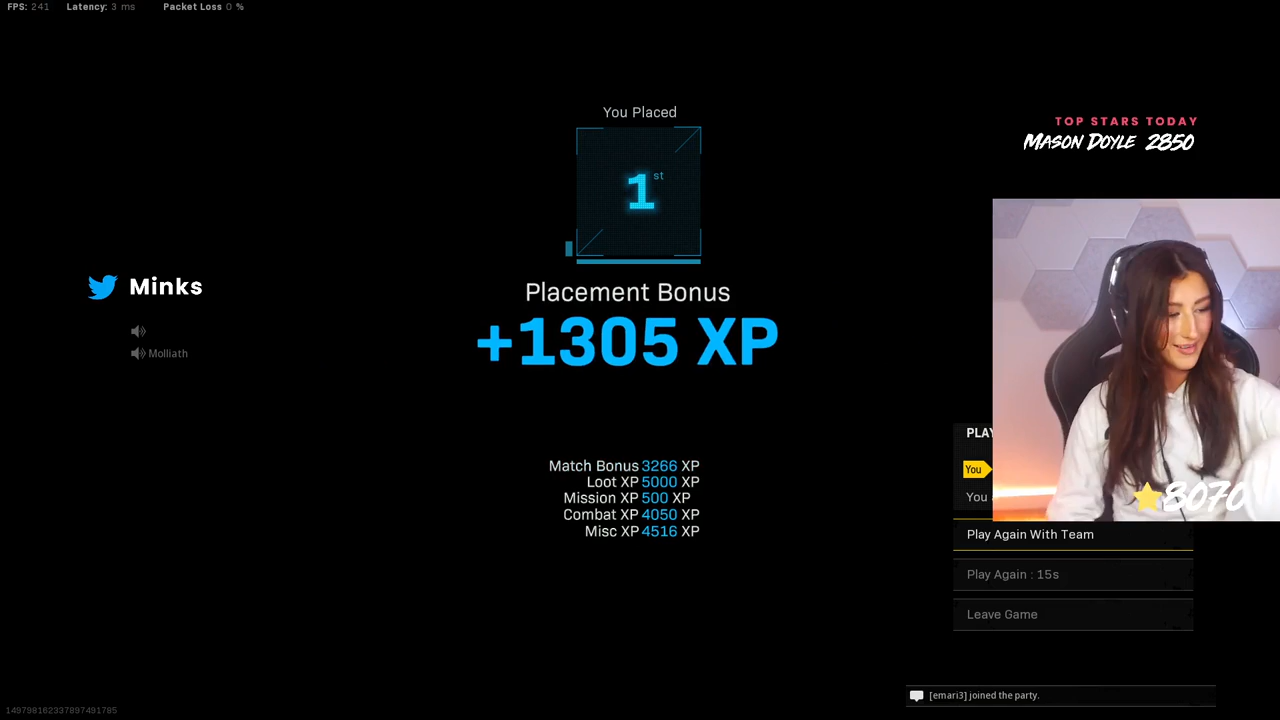 FPS: 241 Latency: 3 ms Packet Loss 0 %
You Placed
1st
Placement Bonus
+1305 XP
Match Bonus 3266 XP
Loot XP 5000 XP
Mission XP 500 XP
Combat XP 4050 XP
Misc XP 4516 XP
Minks
Molliath
TOP STARS TODAY
MASON DOYLE 2850
8070
PLAY
You
You
Play Again With Team
Play Again : 15s
Leave Game
[emari3] joined the party.
149798162337897491785